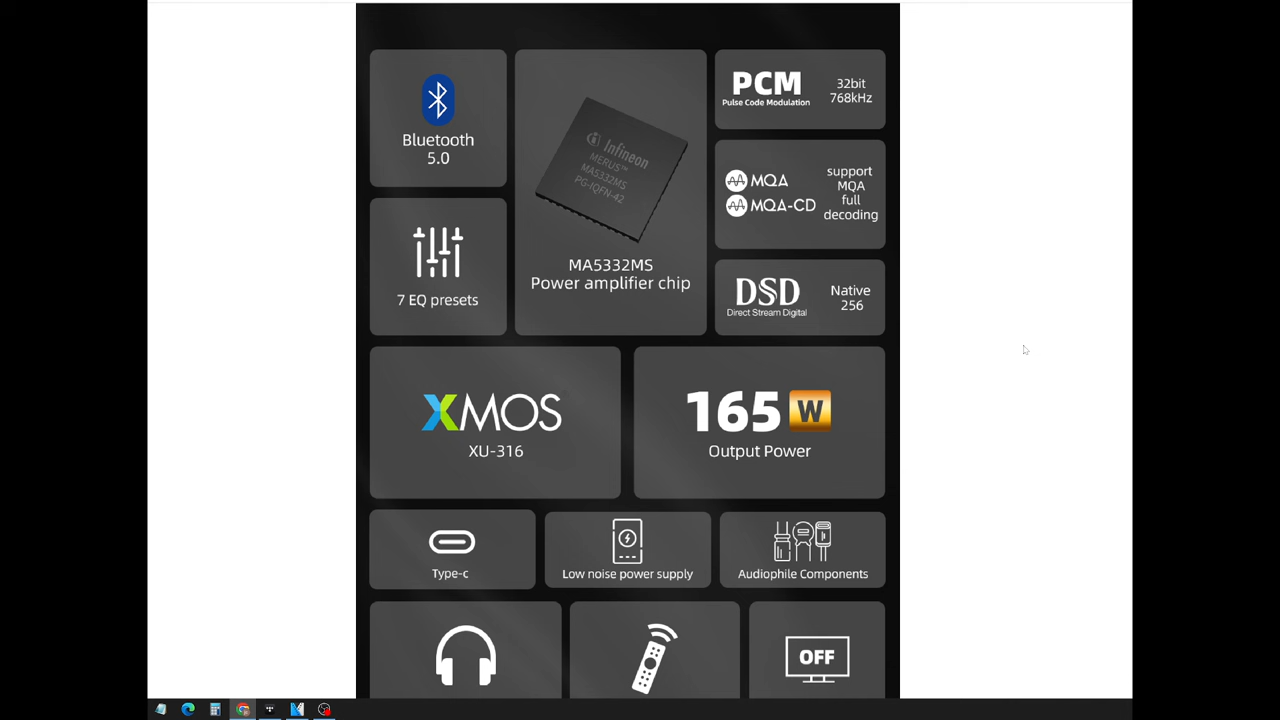 Bluetooth
5.0
Infineon
MERUS™
MA5332MS
PG-IQFN-42
MA5332MS
Power amplifier chip
PCM
Pulse Code Modulation
32bit
768kHz
MQA
MQA-CD
support
MQA
full
decoding
7 EQ presets
DSD
Direct Stream Digital
Native
256
XMOS
XU-316
165 W
Output Power
Type-c
Low noise power supply
Audiophile Components
OFF